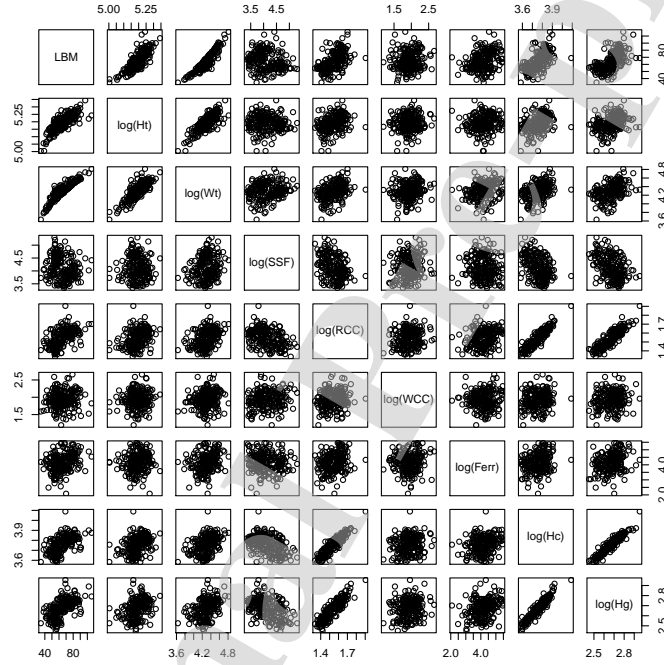 5.00 5.25 3.5 4.5 1.5 2.5 3.6 3.9
LBM
40 80
5.00 5.25
log(Ht)
log(Wt)
3.6 4.2 4.8
3.5 4.5
log(SSF)
log(RCC)
1.4 1.7
1.5 2.5
log(WCC)
log(Ferr)
2.0 4.0
3.6 3.9
log(Hc)
log(Hg)
2.5 2.8
40 80 3.6 4.2 4.8 1.4 1.7 2.0 4.0 2.5 2.8
nal Pre-p